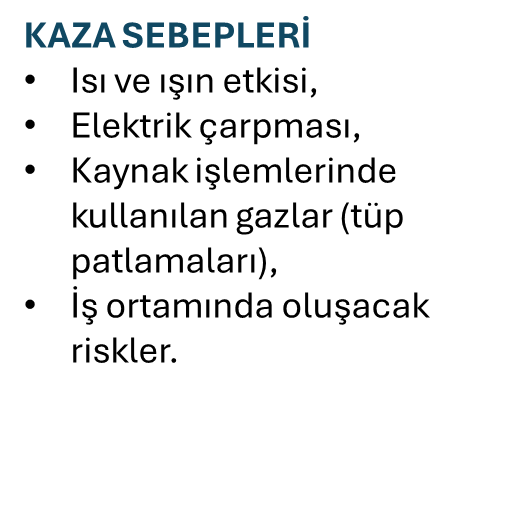 KAZA SEBEPLERİ
• Isı ve ışın etkisi,
• Elektrik çarpması,
• Kaynak işlemlerinde
kullanılan gazlar (tüp
patlamaları),
• İş ortamında oluşacak
riskler.